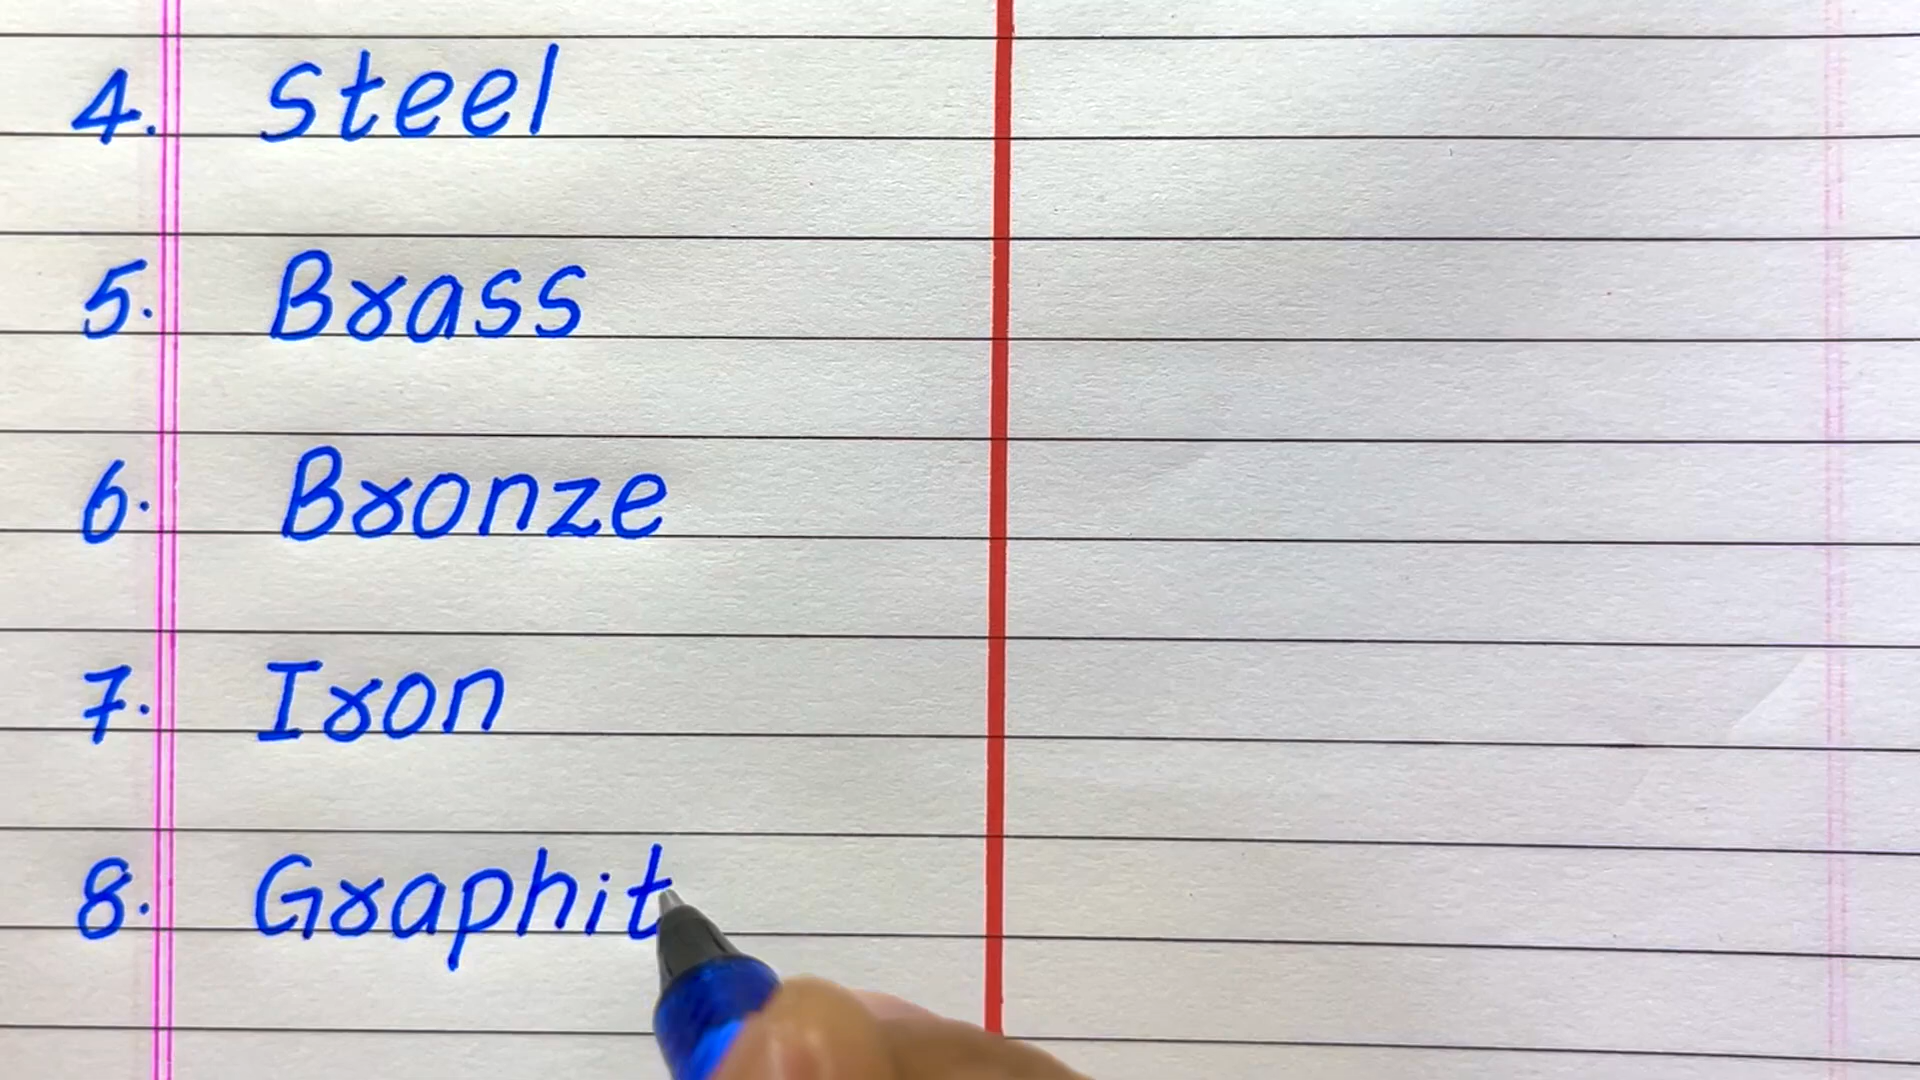 4. Steel
5. Brass
6. Bronze
7. Iron
8. Graphit